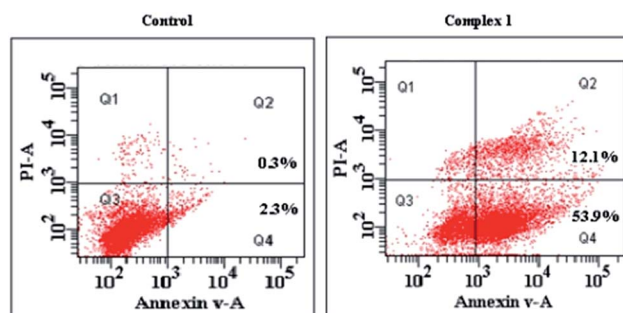 Control
Complex 1
PI-A
10^5
10^4
10^3
10^2
Q1
Q2
Q3
Q4
0.3%
2.3%
10^2
10^3
10^4
10^5
Annexin v-A
PI-A
10^5
10^4
10^3
10^2
Q1
Q2
Q3
Q4
12.1%
53.9%
10^2
10^3
10^4
10^5
Annexin v-A